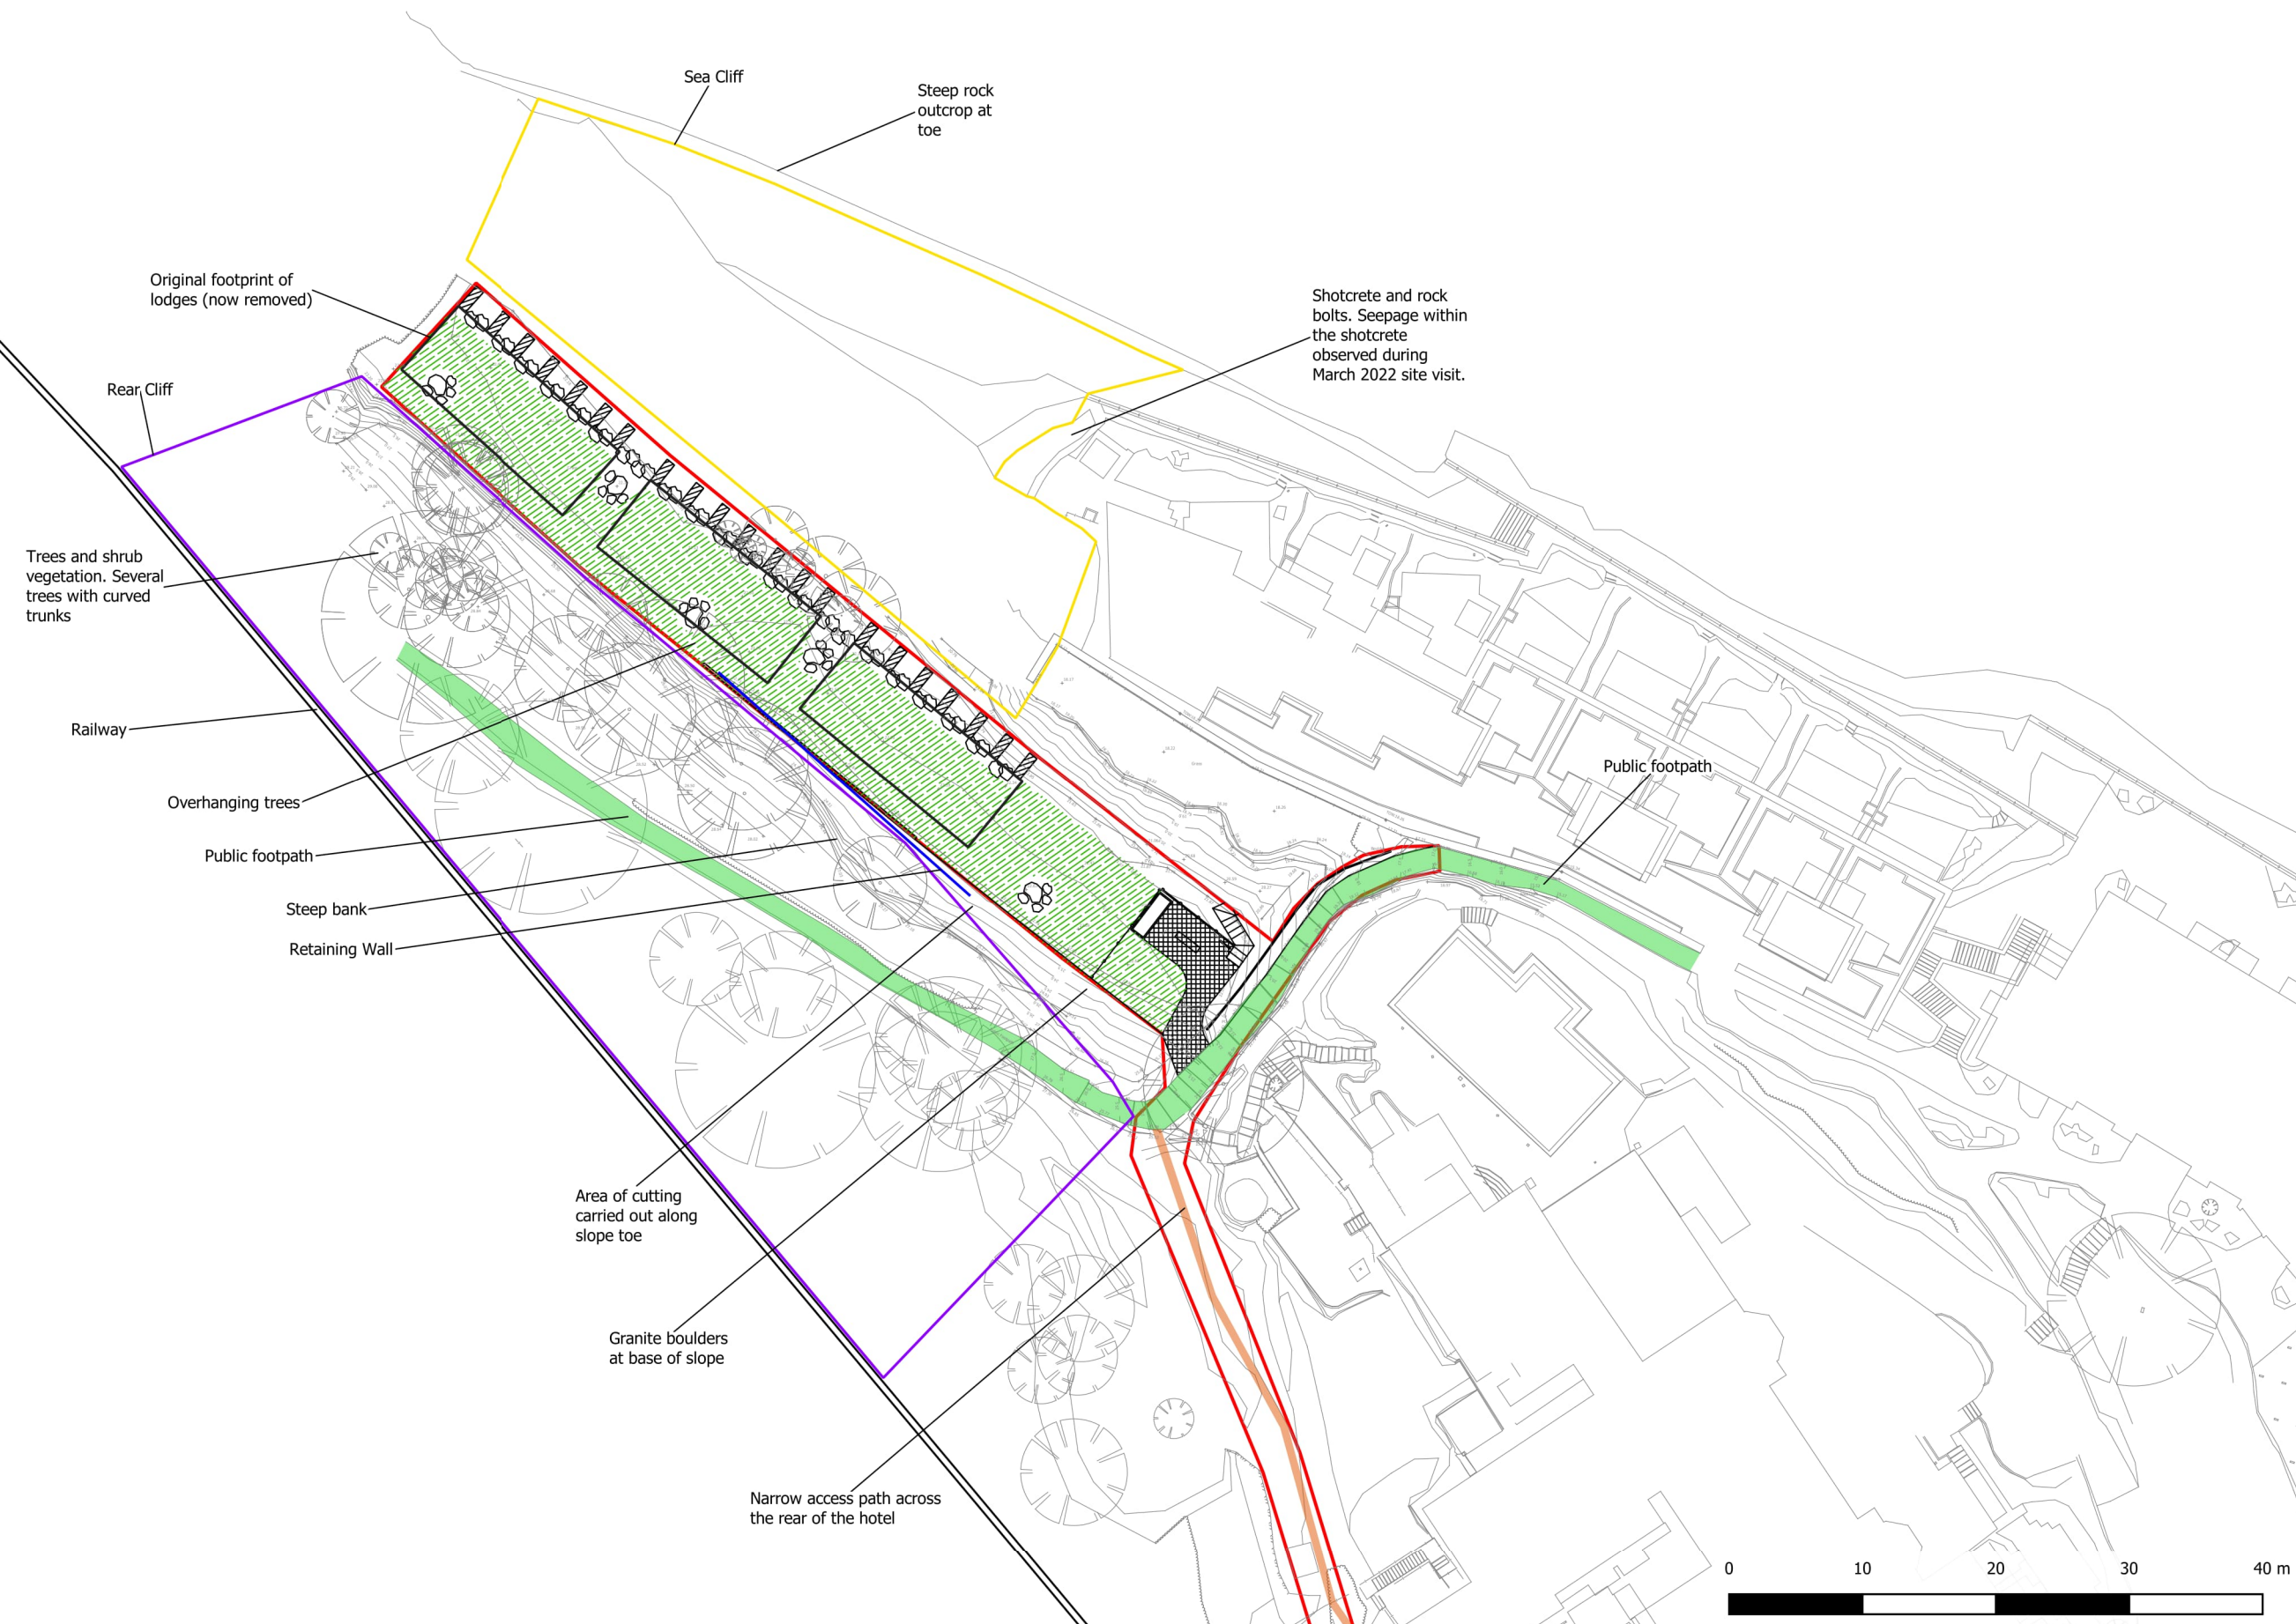 Sea Cliff
Steep rock
outcrop at
toe
Original footprint of
lodges (now removed)
Shotcrete and rock
bolts. Seepage within
the shotcrete
observed during
March 2022 site visit.
Rear Cliff
Trees and shrub
vegetation. Several
trees with curved
trunks
Railway
Public footpath
Overhanging trees
Public footpath
Steep bank
Retaining Wall
Area of cutting
carried out along
slope toe
Granite boulders
at base of slope
Narrow access path across
the rear of the hotel
0 10 20 30 40 m